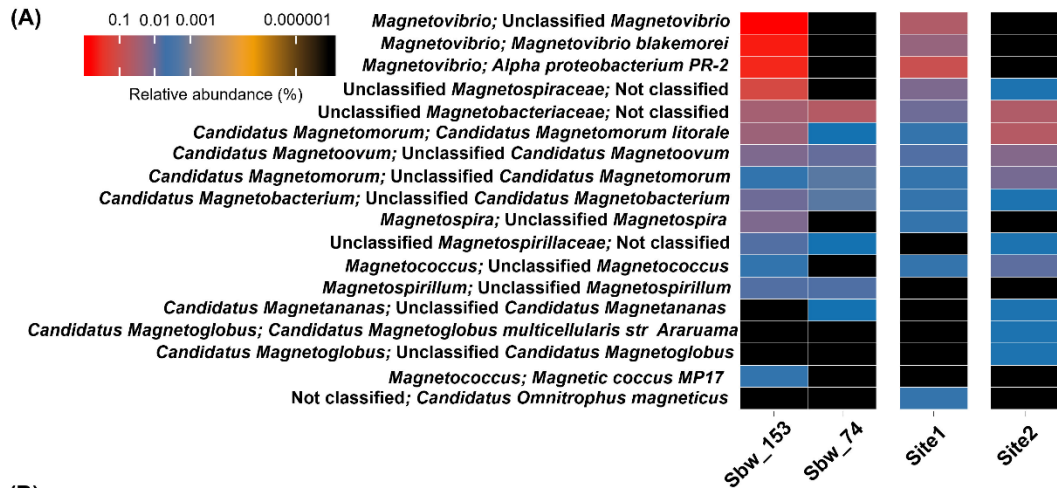 (A)
0.1 0.01 0.001 0.000001
Relative abundance (%)
Magnetovibrio; Unclassified Magnetovibrio
Magnetovibrio; Magnetovibrio blakemorei
Magnetovibrio; Alpha proteobacterium PR-2
Unclassified Magnetospiraceae; Not classified
Unclassified Magnetobacteriaceae; Not classified
Candidatus Magnetomorum; Candidatus Magnetomorum litorale
Candidatus Magnetoovum; Unclassified Candidatus Magnetoovum
Candidatus Magnetomorum; Unclassified Candidatus Magnetomorum
Candidatus Magnetobacterium; Unclassified Candidatus Magnetobacterium
Magnetospira; Unclassified Magnetospira
Unclassified Magnetospirillaceae; Not classified
Magnetococcus; Unclassified Magnetococcus
Magnetospirillum; Unclassified Magnetospirillum
Candidatus Magnetananas; Unclassified Candidatus Magnetananas
Candidatus Magnetoglobus; Candidatus Magnetoglobus multicellularis str Araruama
Candidatus Magnetoglobus; Unclassified Candidatus Magnetoglobus
Magnetococcus; Magnetic coccus MP17
Not classified; Candidatus Omnitrophus magneticus
Sbw_153 Sbw_74 Site1 Site2